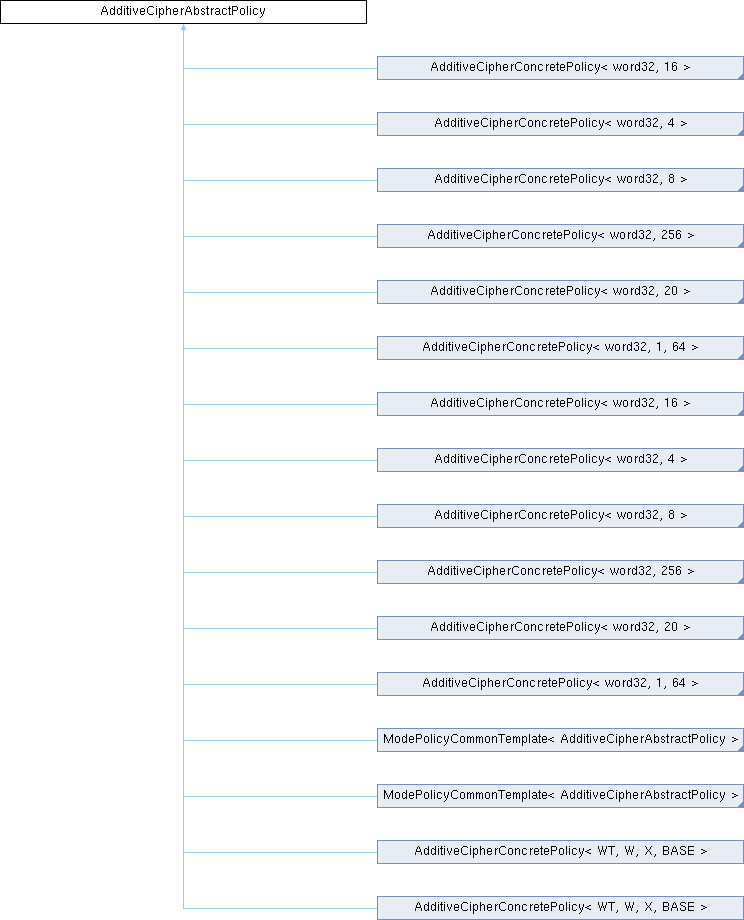 AdditiveCipherAbstractPolicy
AdditiveCipherConcretePolicy< word32, 16 >
AdditiveCipherConcretePolicy< word32, 4 >
AdditiveCipherConcretePolicy< word32, 8 >
AdditiveCipherConcretePolicy< word32, 256 >
AdditiveCipherConcretePolicy< word32, 20 >
AdditiveCipherConcretePolicy< word32, 1, 64 >
AdditiveCipherConcretePolicy< word32, 16 >
AdditiveCipherConcretePolicy< word32, 4 >
AdditiveCipherConcretePolicy< word32, 8 >
AdditiveCipherConcretePolicy< word32, 256 >
AdditiveCipherConcretePolicy< word32, 20 >
AdditiveCipherConcretePolicy< word32, 1, 64 >
ModePolicyCommonTemplate< AdditiveCipherAbstractPolicy >
ModePolicyCommonTemplate< AdditiveCipherAbstractPolicy >
AdditiveCipherConcretePolicy< WT, W, X, BASE >
AdditiveCipherConcretePolicy< WT, W, X, BASE >